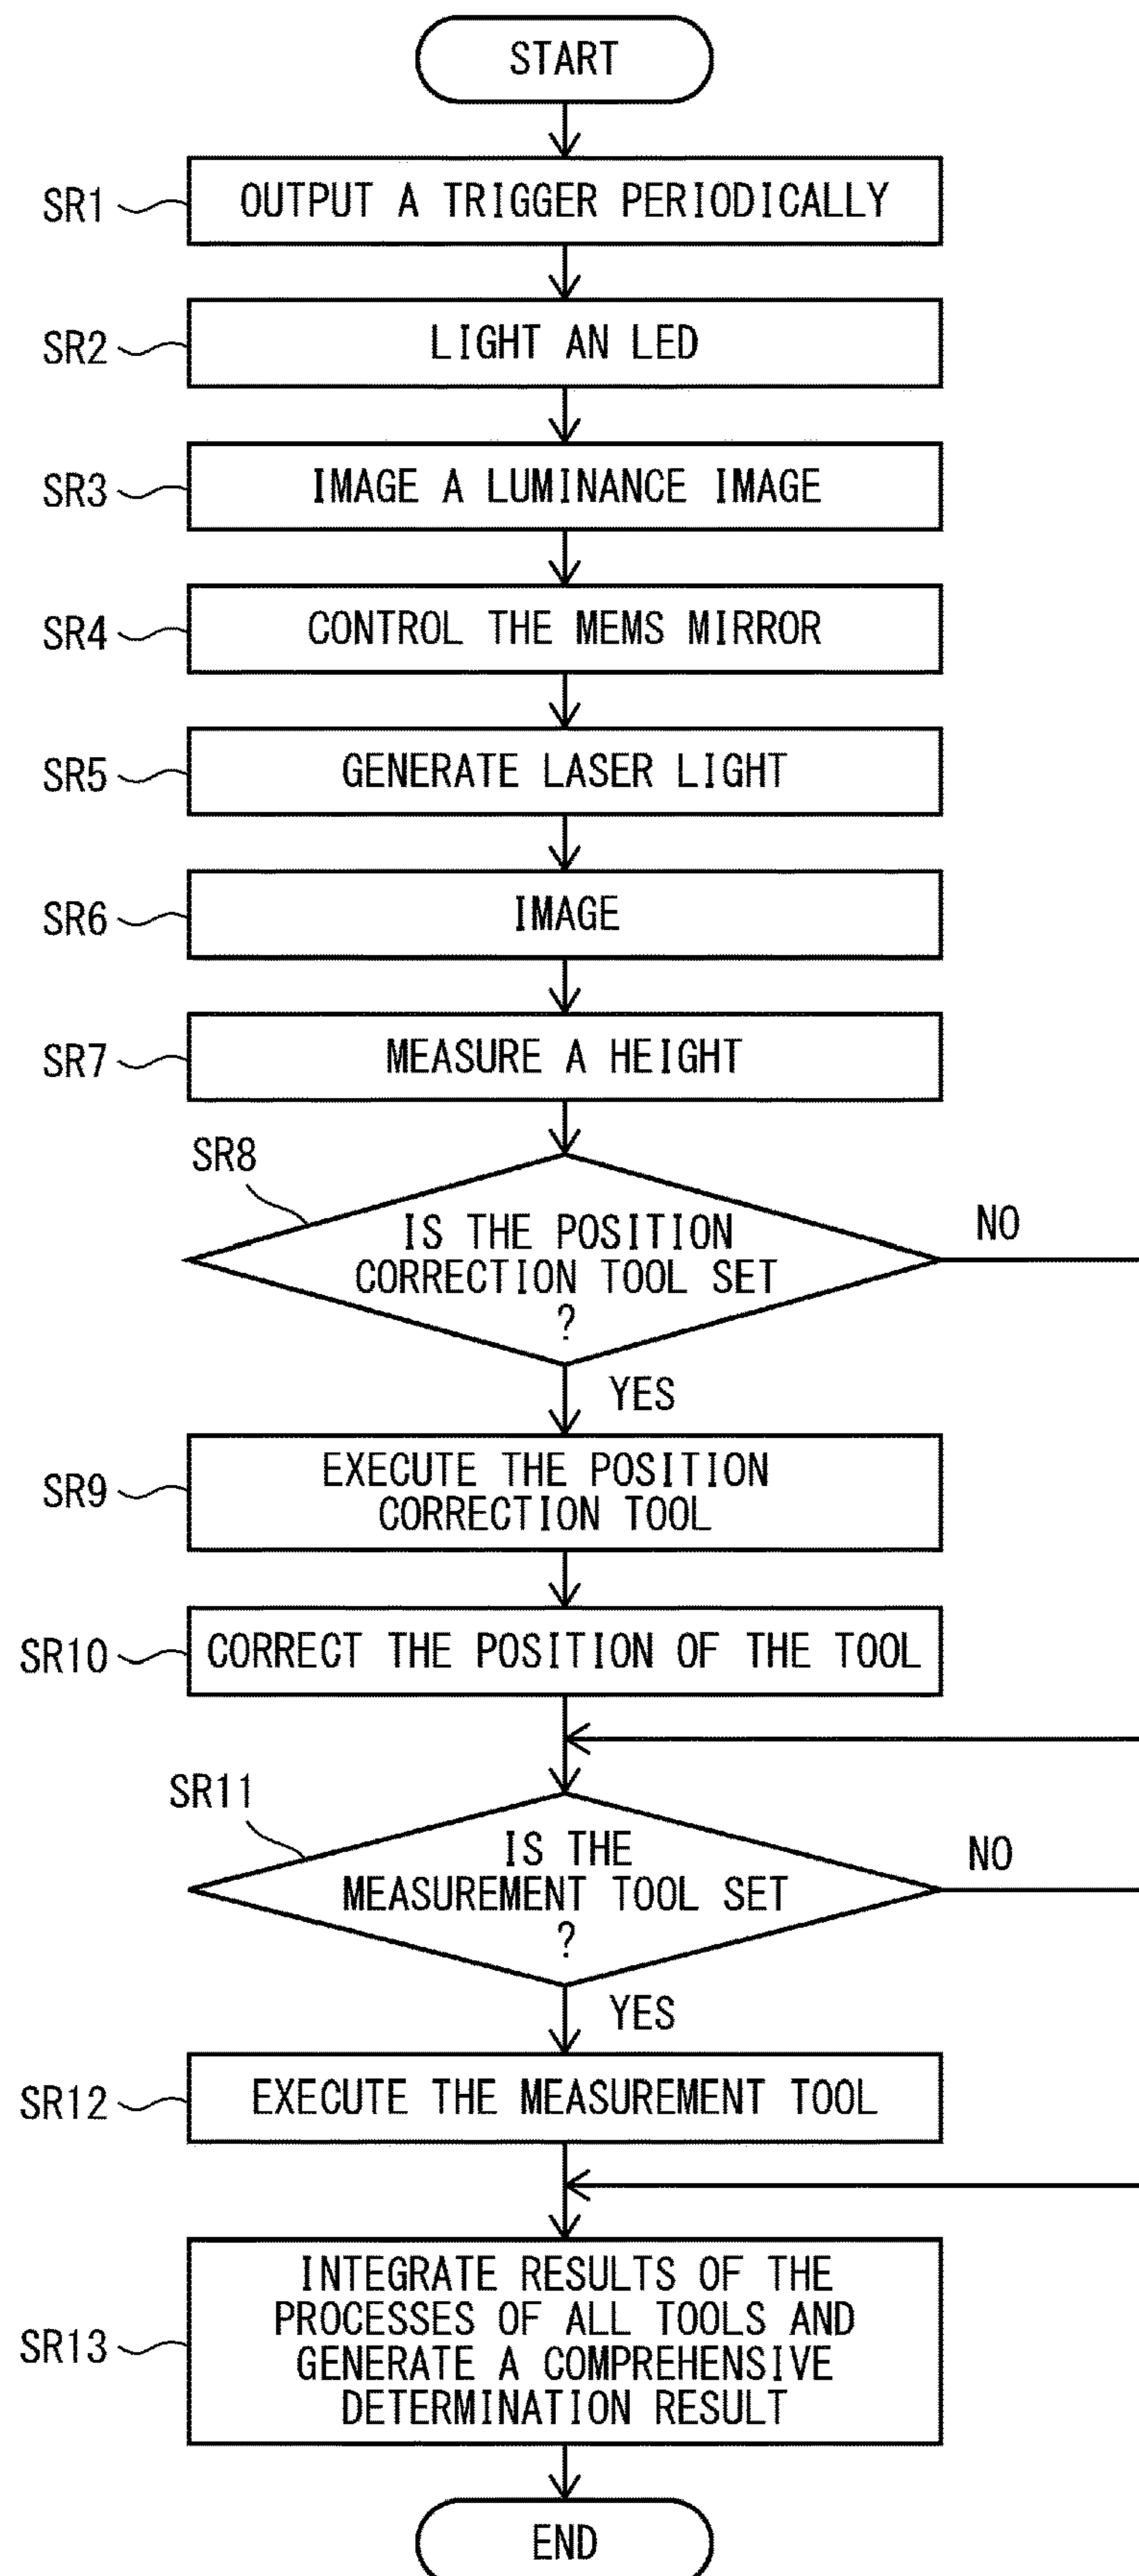 START
SR1
OUTPUT A TRIGGER PERIODICALLY
SR2
LIGHT AN LED
SR3
IMAGE A LUMINANCE IMAGE
SR4
CONTROL THE MEMS MIRROR
SR5
GENERATE LASER LIGHT
SR6
IMAGE
SR7
MEASURE A HEIGHT
SR8
IS THE POSITION
CORRECTION TOOL SET
?
NO
YES
SR9
EXECUTE THE POSITION
CORRECTION TOOL
SR10
CORRECT THE POSITION OF THE TOOL
SR11
IS THE
MEASUREMENT TOOL SET
?
NO
YES
SR12
EXECUTE THE MEASUREMENT TOOL
SR13
INTEGRATE RESULTS OF THE
PROCESSES OF ALL TOOLS AND
GENERATE A COMPREHENSIVE
DETERMINATION RESULT
END